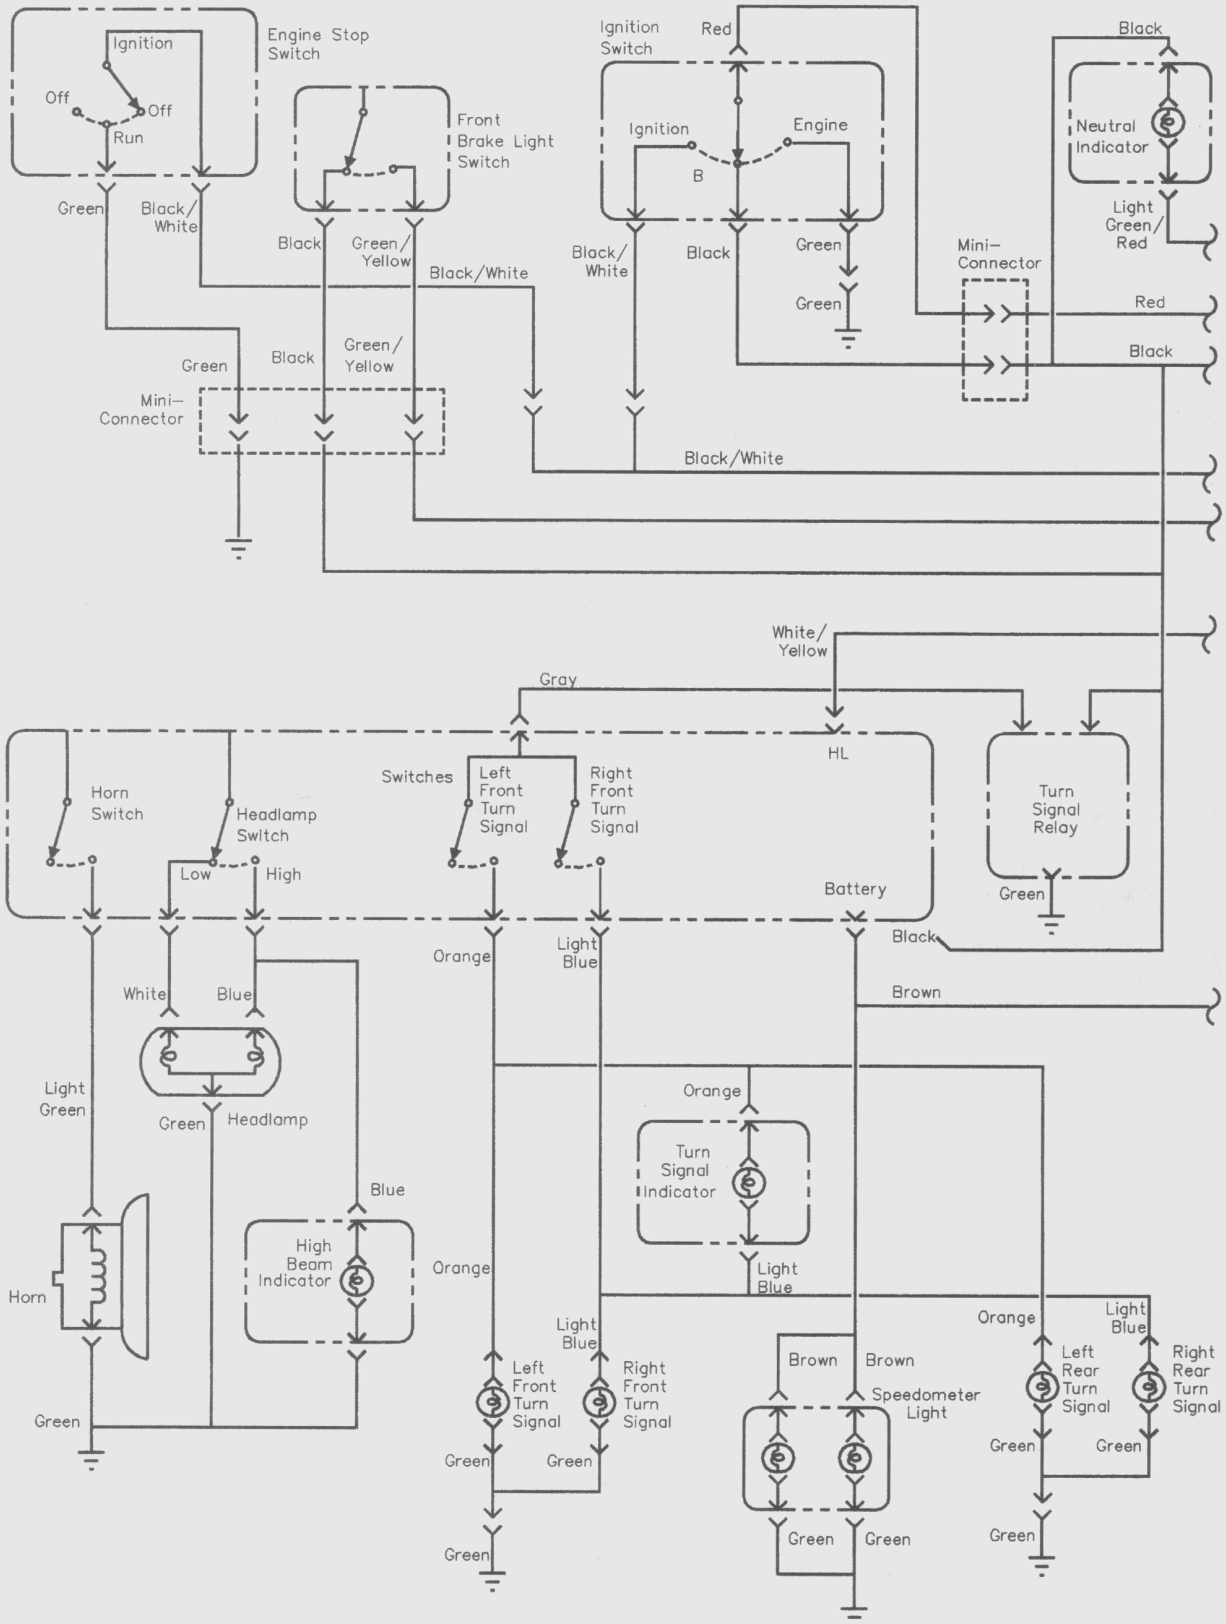 Engine Stop
Switch
Ignition
Off
Off
Run
Green
Black/
White
Front
Brake Light
Switch
Black
Green/
Yellow
Black/White
Green
Black
Green/
Yellow
Mini-
Connector
Ignition
Switch
Red
Ignition
Engine
B
Black/
White
Black
Green
Green
Mini-
Connector
Black
Neutral
Indicator
Light
Green/
Red
Red
Black
Black/White
White/
Yellow
Gray
HL
Horn
Switch
Headlamp
Switch
Low
High
Switches
Left
Front
Turn
Signal
Right
Front
Turn
Signal
Battery
Turn
Signal
Relay
Green
Black
Orange
Light
Blue
White
Blue
Brown
Light
Green
Green
Headlamp
Orange
Turn
Signal
Indicator
Light
Blue
Blue
High
Beam
Indicator
Horn
Orange
Light
Blue
Orange
Light
Blue
Green
Left
Front
Turn
Signal
Right
Front
Turn
Signal
Brown
Brown
Speedometer
Light
Left
Rear
Turn
Signal
Right
Rear
Turn
Signal
Green
Green
Green
Green
Green
Green
Green
Green